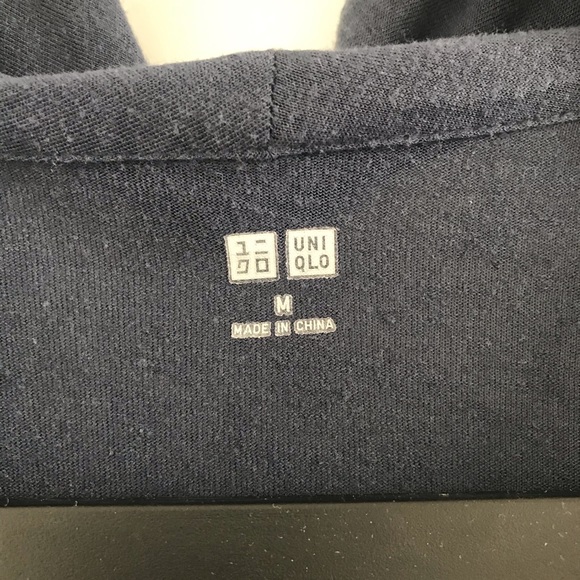 ユニ UNI
クロ QLO
M
MADE IN CHINA